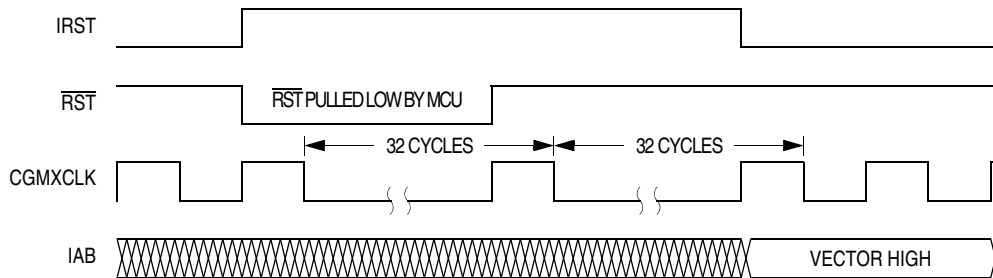 IRST
RST
RST PULLED LOW BY MCU
32 CYCLES
32 CYCLES
CGMXCLK
IAB
VECTOR HIGH